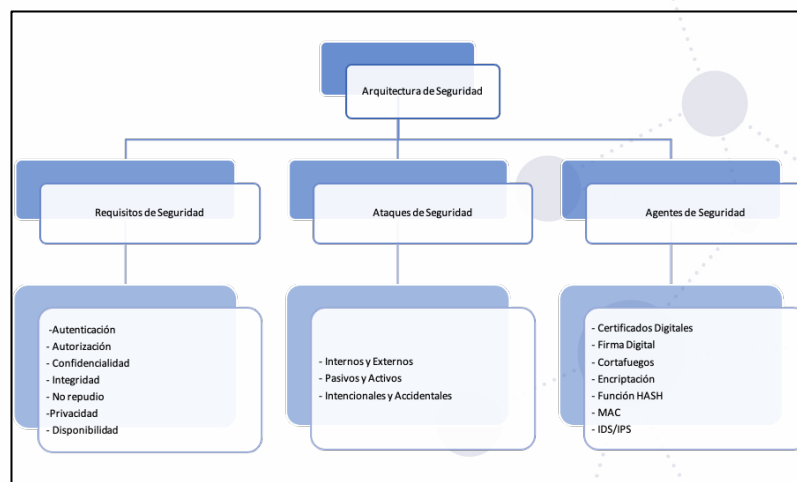 Arquitectura de Seguridad
Requisitos de Seguridad
Ataques de Seguridad
Agentes de Seguridad
-Autenticación
- Autorización
- Confidencialidad
- Integridad
- No repudio
-Privacidad
- Disponibilidad
- Internos y Externos
- Pasivos y Activos
- Intencionales y Accidentales
- Certificados Digitales
- Firma Digital
- Cortafuegos
- Encriptación
- Función HASH
- MAC
- IDS/IPS